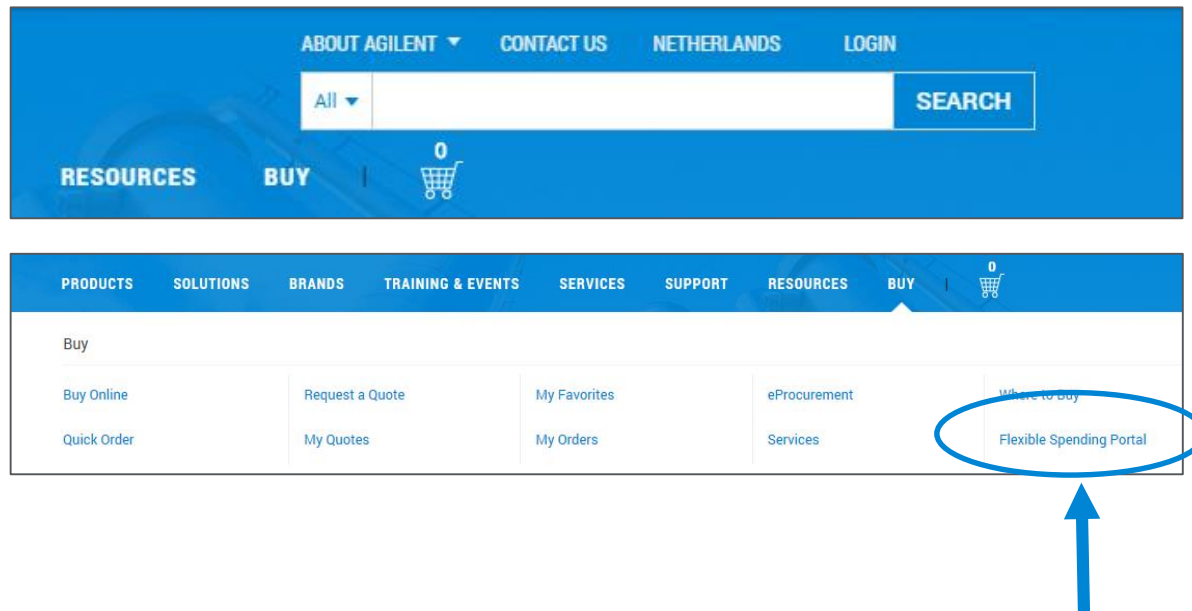 ABOUT AGILENT CONTACT US NETHERLANDS LOGIN
All SEARCH
0
RESOURCES BUY
0
PRODUCTS SOLUTIONS BRANDS TRAINING & EVENTS SERVICES SUPPORT RESOURCES BUY
Buy
Buy Online Request a Quote My Favorites eProcurement Where to Buy
Quick Order My Quotes My Orders Services Flexible Spending Portal